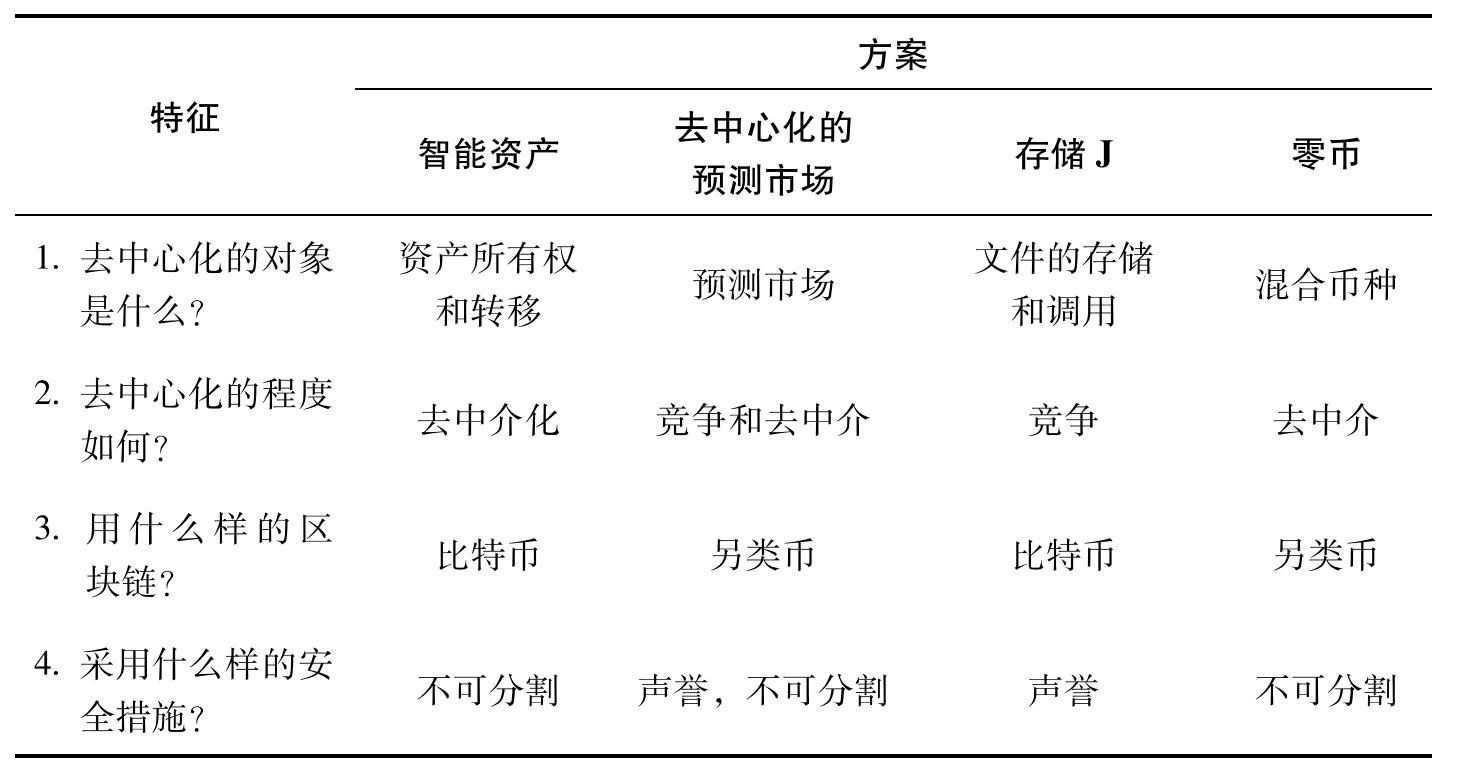 方案
特征
智能资产
去中心化的
预测市场
存储 J
零币
1. 去中心化的对象
是什么？
资产所有权
和转移
预测市场
文件的存储
和调用
混合币种
2. 去中心化的程度
如何？
去中介化
竞争和去中介
竞争
去中介
3. 用什么样的区
块链？
比特币
另类币
比特币
另类币
4. 采用什么样的安
全措施？
不可分割
声誉，不可分割
声誉
不可分割